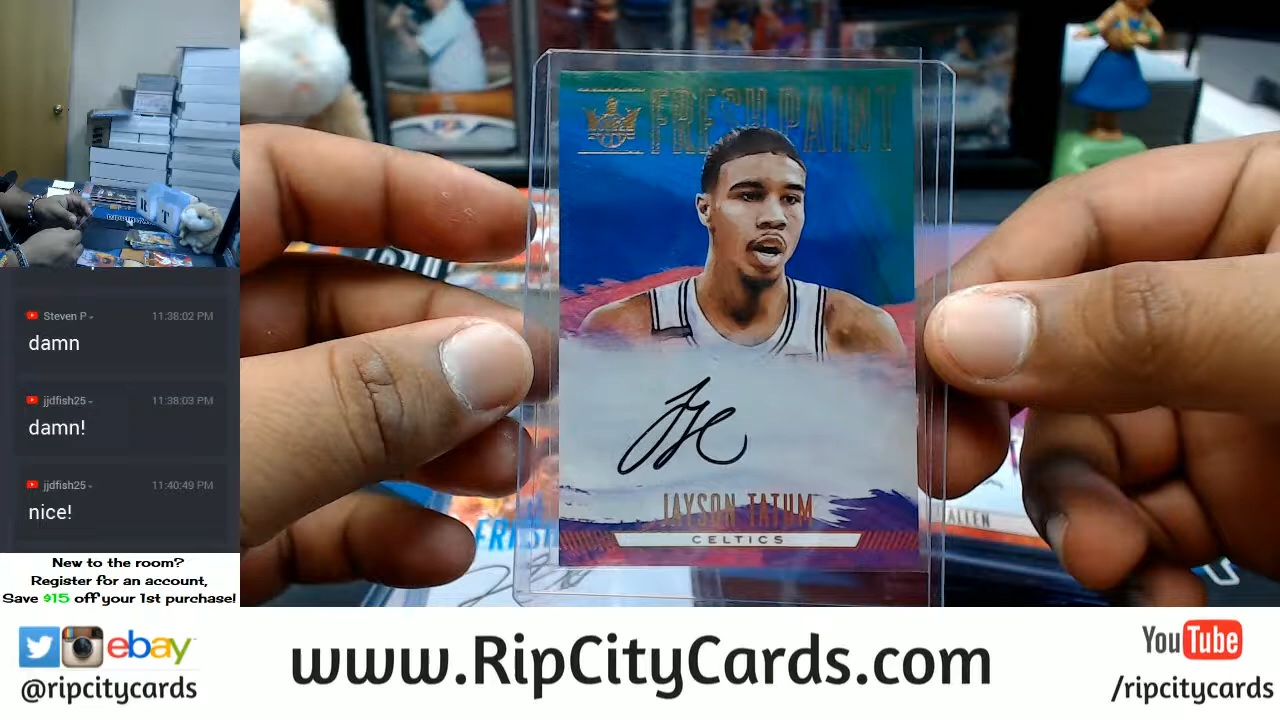 Steven P 11:38:02 PM
damn
jjdfish25 11:38:03 PM
damn!
jjdfish25 11:40:49 PM
nice!
New to the room?
Register for an account,
Save $15 off your 1st purchase!
FRESH PAINT
JAYSON TATUM
CELTICS
ALLEN
R T
ebay
@ripcitycards
www.RipCityCards.com
YouTube
/ripcitycards